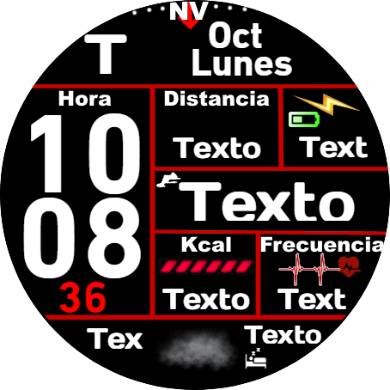 NV
T
Oct
Lunes
Hora
Distancia
10
Texto
Text
08
Texto
Kcal
Frecuencia
36
Texto
Text
Tex
Texto